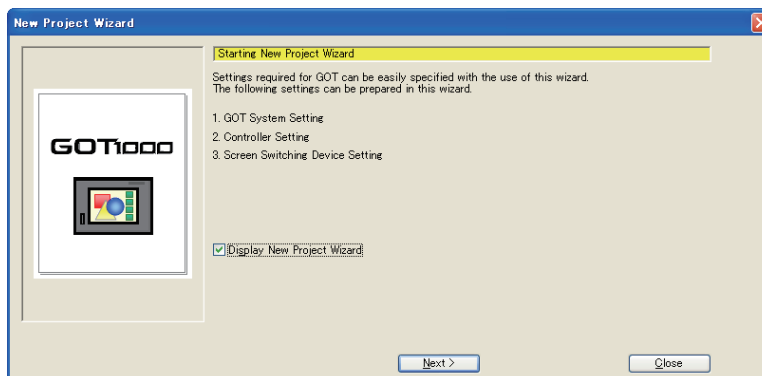 New Project Wizard
Starting New Project Wizard
Settings required for GOT can be easily specified with the use of this wizard.
The following settings can be prepared in this wizard.
1. GOT System Setting
2. Controller Setting
3. Screen Switching Device Setting
GOT1000
Display New Project Wizard
Next >
Close